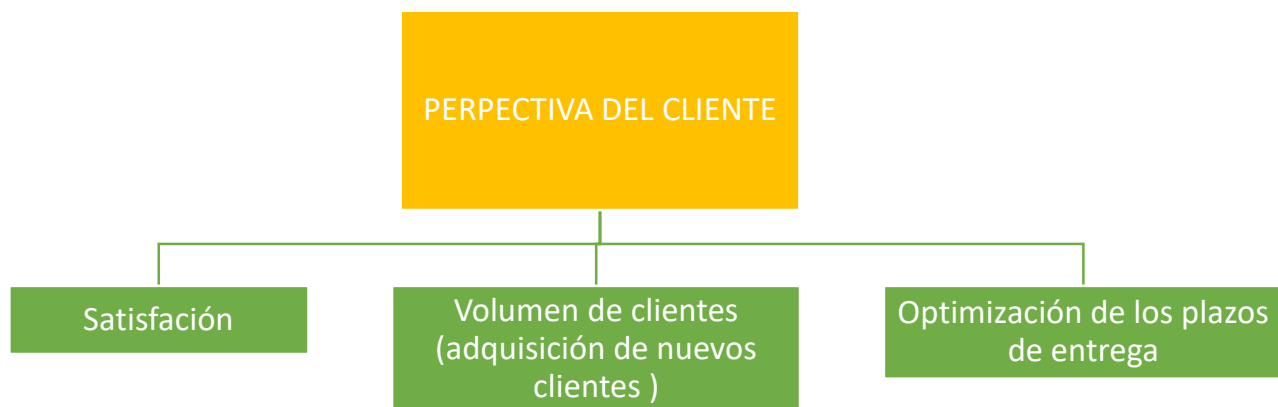 PERPECTIVA DEL CLIENTE
Satisfación
Volumen de clientes
(adquisición de nuevos
clientes )
Optimización de los plazos
de entrega